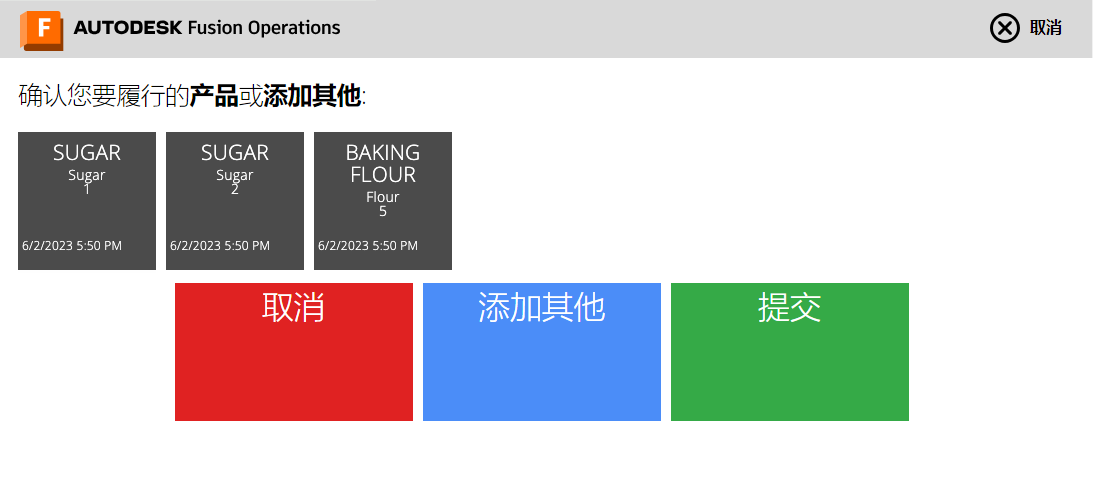 F AUTODESK Fusion Operations
取消
确认您要履行的产品或添加其他:
SUGAR
Sugar
1
6/2/2023 5:50 PM
SUGAR
Sugar
2
6/2/2023 5:50 PM
BAKING
FLOUR
Flour
5
6/2/2023 5:50 PM
取消
添加其他
提交